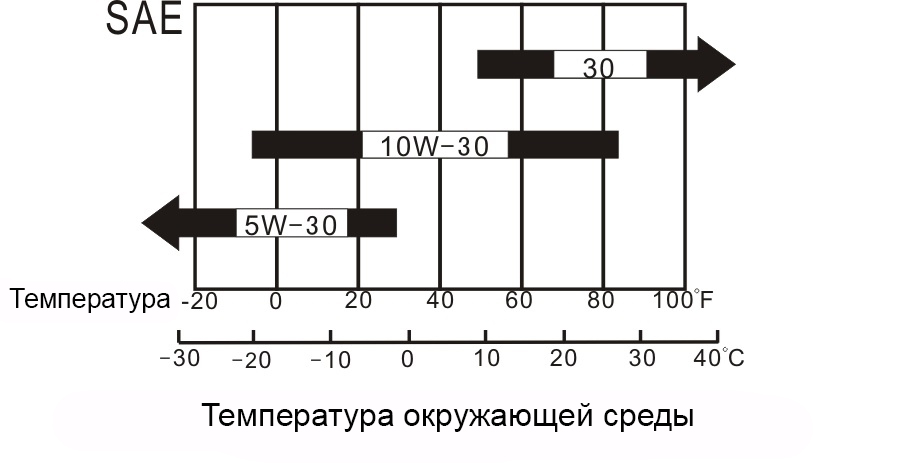 SAE
30
10W-30
5W-30
Температура -20 0 20 40 60 80 100°F
-30 -20 -10 0 10 20 30 40°C
Температура окружающей среды